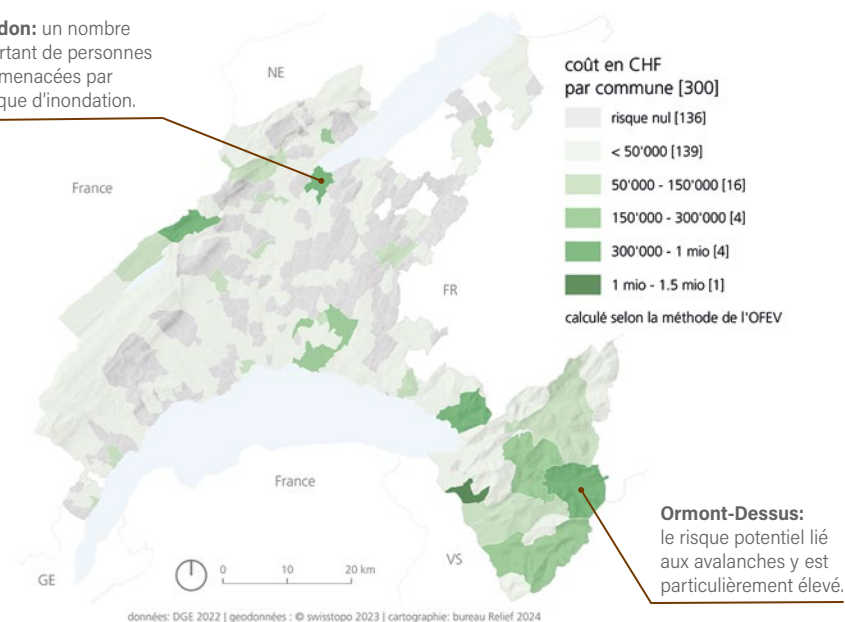 don: un nombre
rtant de personnes
menacées par
que d'inondation.
NE
France
FR
France
VS
GE
coût en CHF
par commune [300]
risque nul [136]
< 50'000 [139]
50'000 - 150'000 [16]
150'000 - 300'000 [4]
300'000 - 1 mio [4]
1 mio - 1.5 mio [1]
calculé selon la méthode de l'OFEV
Ormont-Dessus:
le risque potentiel lié
aux avalanches y est
particulièrement élevé.
0 10 20 km
données: DGE 2022 | geodonnées : © swisstopo 2023 | cartographie: bureau Relief 2024